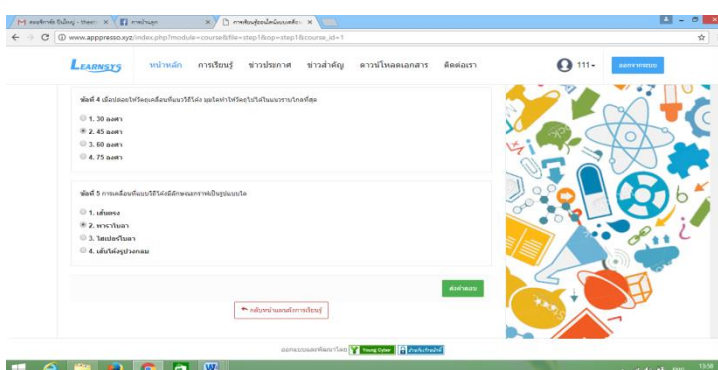 www.apppresso.xyz/index.php?module=course&file=step1&op=step1&course_id=1
LEARNSYS
หน้าหลัก การเรียนรู้ ข่าวประกาศ ข่าวสำคัญ ดาวน์โหลดเอกสาร ติดต่อเรา
111
ออกจากระบบ
ข้อที่ 4 เมื่อปล่อยให้วัตถุเคลื่อนที่แนววิถีโค้ง มุมใดทำให้วัตถุไปได้ในแนวราบไกลที่สุด
1. 30 องศา
2. 45 องศา
3. 60 องศา
4. 75 องศา
ข้อที่ 5 การเคลื่อนที่แบบวิถีโค้งมีลักษณะกราฟเป็นรูปแบบใด
1. เส้นตรง
2. พาราโบลา
3. ไฮเปอร์โบลา
4. เส้นโค้งรูปวงกลม
ส่งคำตอบ
กลับหน้าแผนผังการเรียนรู้
ออกแบบและพัฒนาโดย Young Cyber
13:58